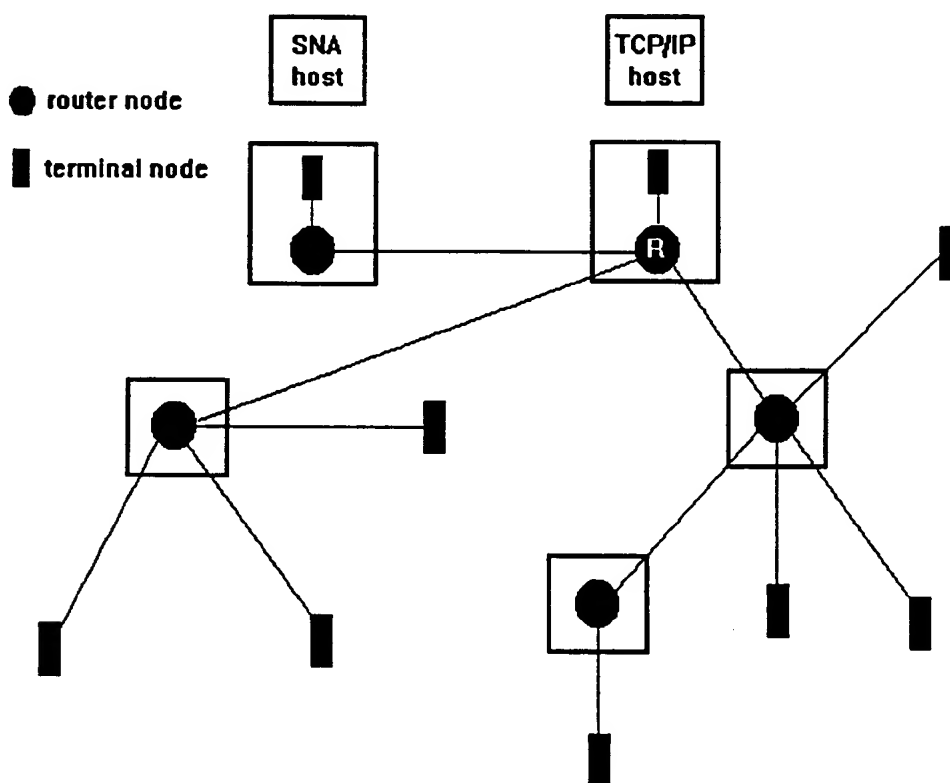 SNA
host
TCP/IP
host
router node
terminal node
R